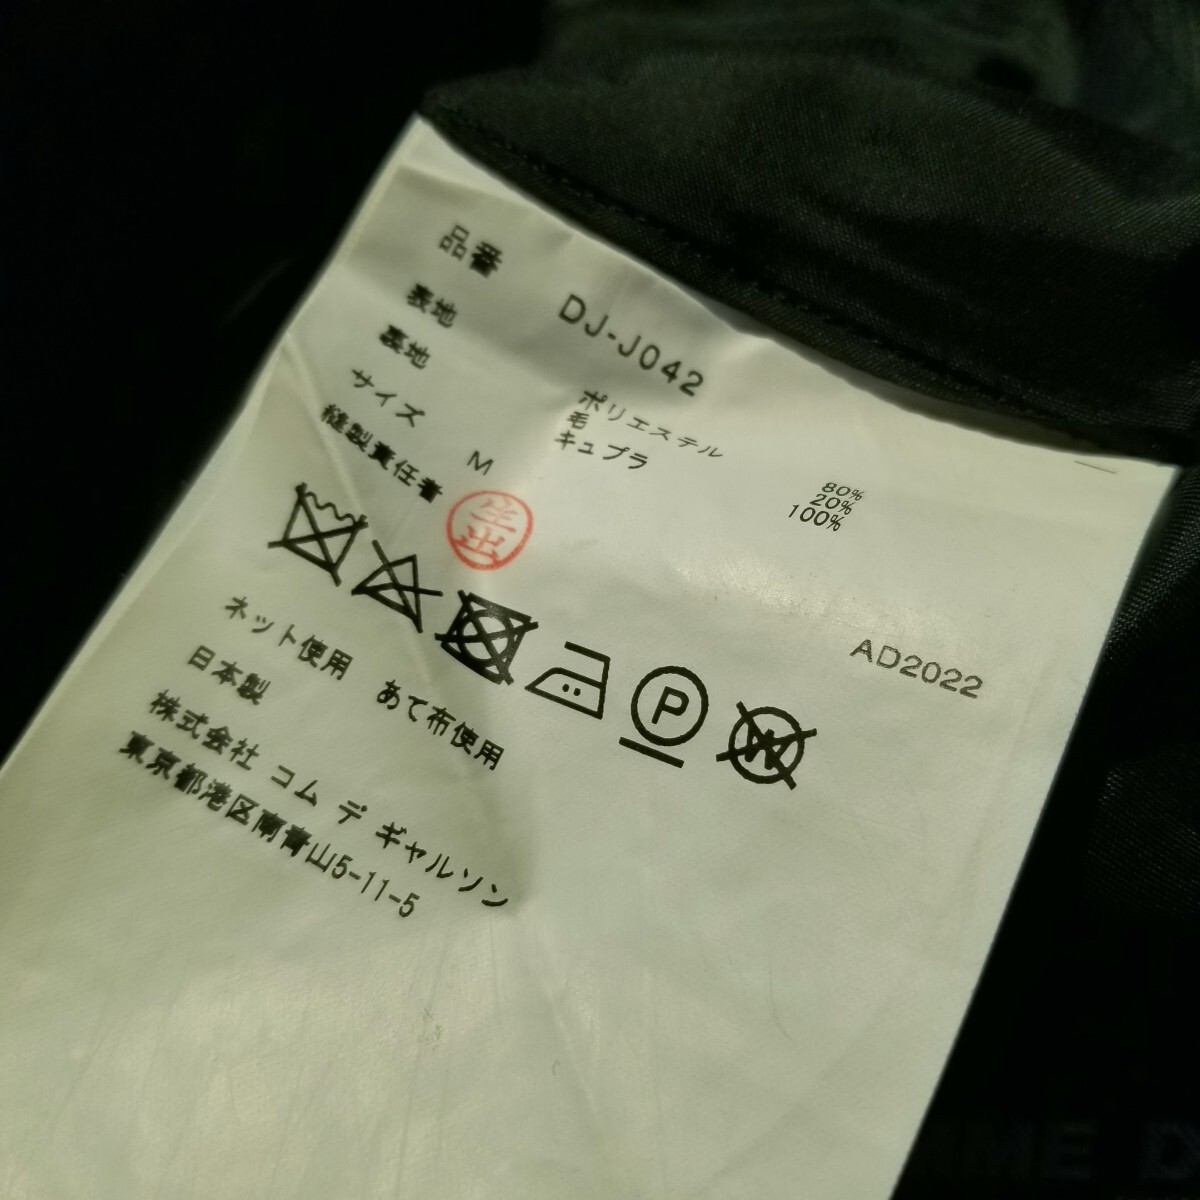 品番 DJ-J042
表地 ポリエステル 80%
毛 20%
裏地 キュプラ 100%
サイズ M
縫製責任者 生出
P
W
AD2022
ネット使用 あて布使用
日本製
株式会社 コム デ ギャルソン
東京都港区南青山5-11-5